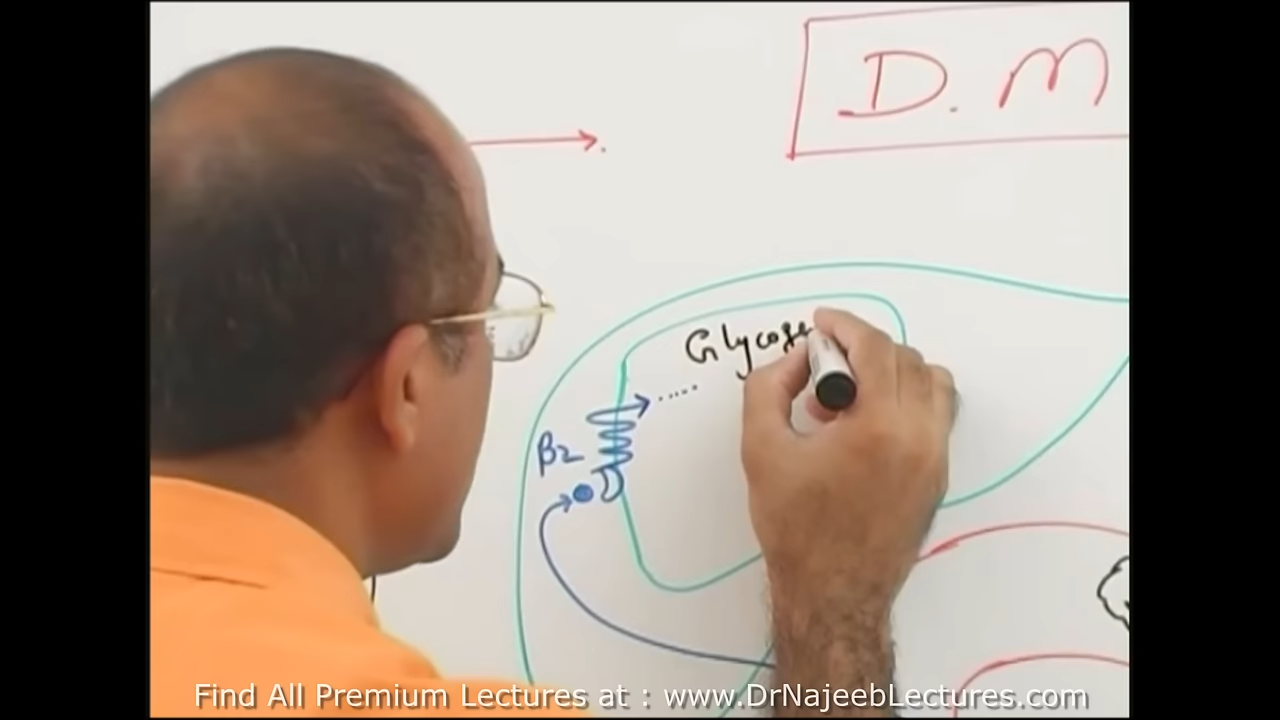 D. M
Glycoge
β2
Find All Premium Lectures at : www.DrNajeebLectures.com